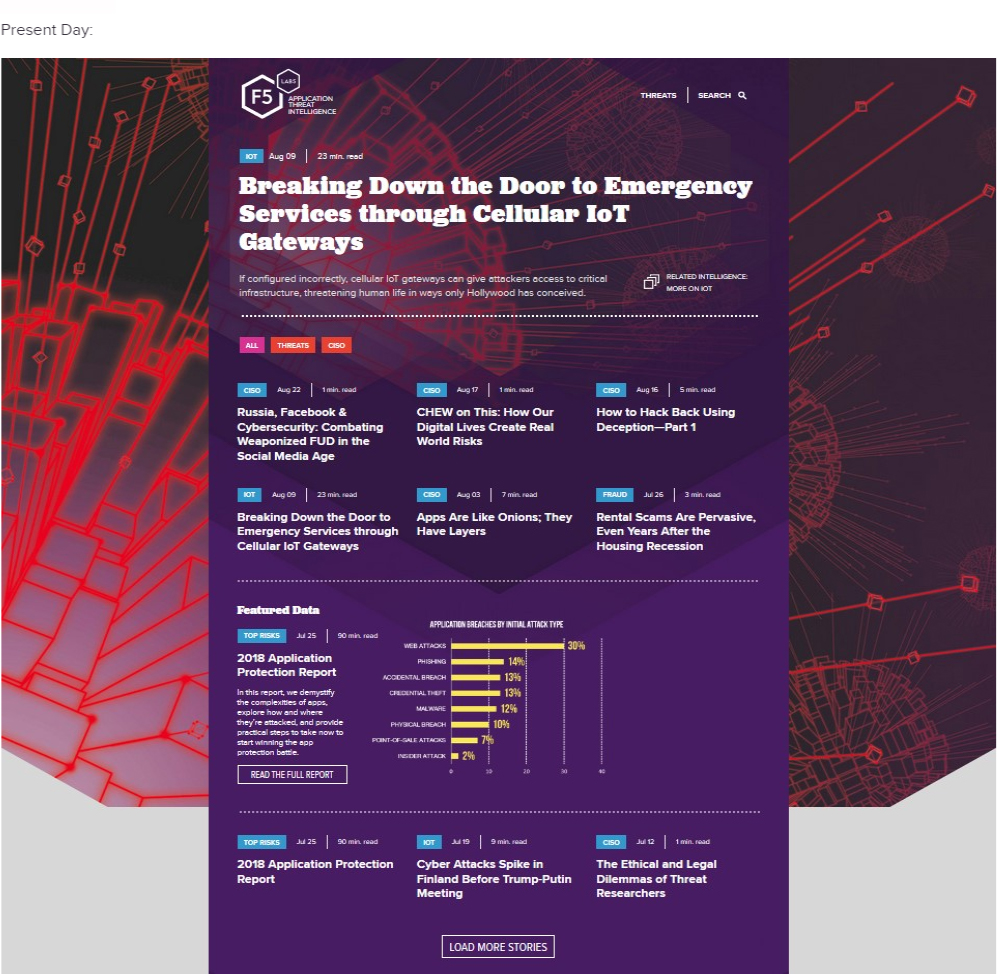 Present Day:
F5 LABS
APPLICATION
THREAT
INTELLIGENCE
THREATS
SEARCH
IOT Aug 09 23 min. read
Breaking Down the Door to Emergency
Services through Cellular IoT
Gateways
If configured incorrectly, cellular IoT gateways can give attackers access to critical
infrastructure, threatening human life in ways only Hollywood has conceived.
RELATED INTELLIGENCE:
MORE ON IOT
ALL THREATS CISO
CISO Aug 22 1 min. read
Russia, Facebook &
Cybersecurity: Combating
Weaponized FUD in the
Social Media Age
CISO Aug 17 1 min. read
CHEW on This: How Our
Digital Lives Create Real
World Risks
CISO Aug 16 5 min. read
How to Hack Back Using
Deception—Part 1
IOT Aug 09 23 min. read
Breaking Down the Door to
Emergency Services through
Cellular IoT Gateways
CISO Aug 03 7 min. read
Apps Are Like Onions; They
Have Layers
FRAUD Jul 26 3 min. read
Rental Scams Are Pervasive,
Even Years After the
Housing Recession
Featured Data
TOP RISKS Jul 25 90 min. read
2018 Application
Protection Report
In this report, we demystify
the complexities of apps,
explore how and where
they're attacked, and provide
practical steps to take now to
start winning the app
protection battle.
READ THE FULL REPORT
APPLICATION BREACHES BY INITIAL ATTACK TYPE
WEB ATTACKS 30%
PHISHING 14%
ACCIDENTAL BREACH 13%
CREDENTIAL THEFT 13%
MALWARE 12%
PHYSICAL BREACH 10%
POINT-OF-SALE ATTACKS 7%
INSIDER ATTACK 2%
0 10 20 30 40
TOP RISKS Jul 25 90 min. read
2018 Application Protection
Report
IOT Jul 19 9 min. read
Cyber Attacks Spike in
Finland Before Trump-Putin
Meeting
CISO Jul 12 1 min. read
The Ethical and Legal
Dilemmas of Threat
Researchers
LOAD MORE STORIES